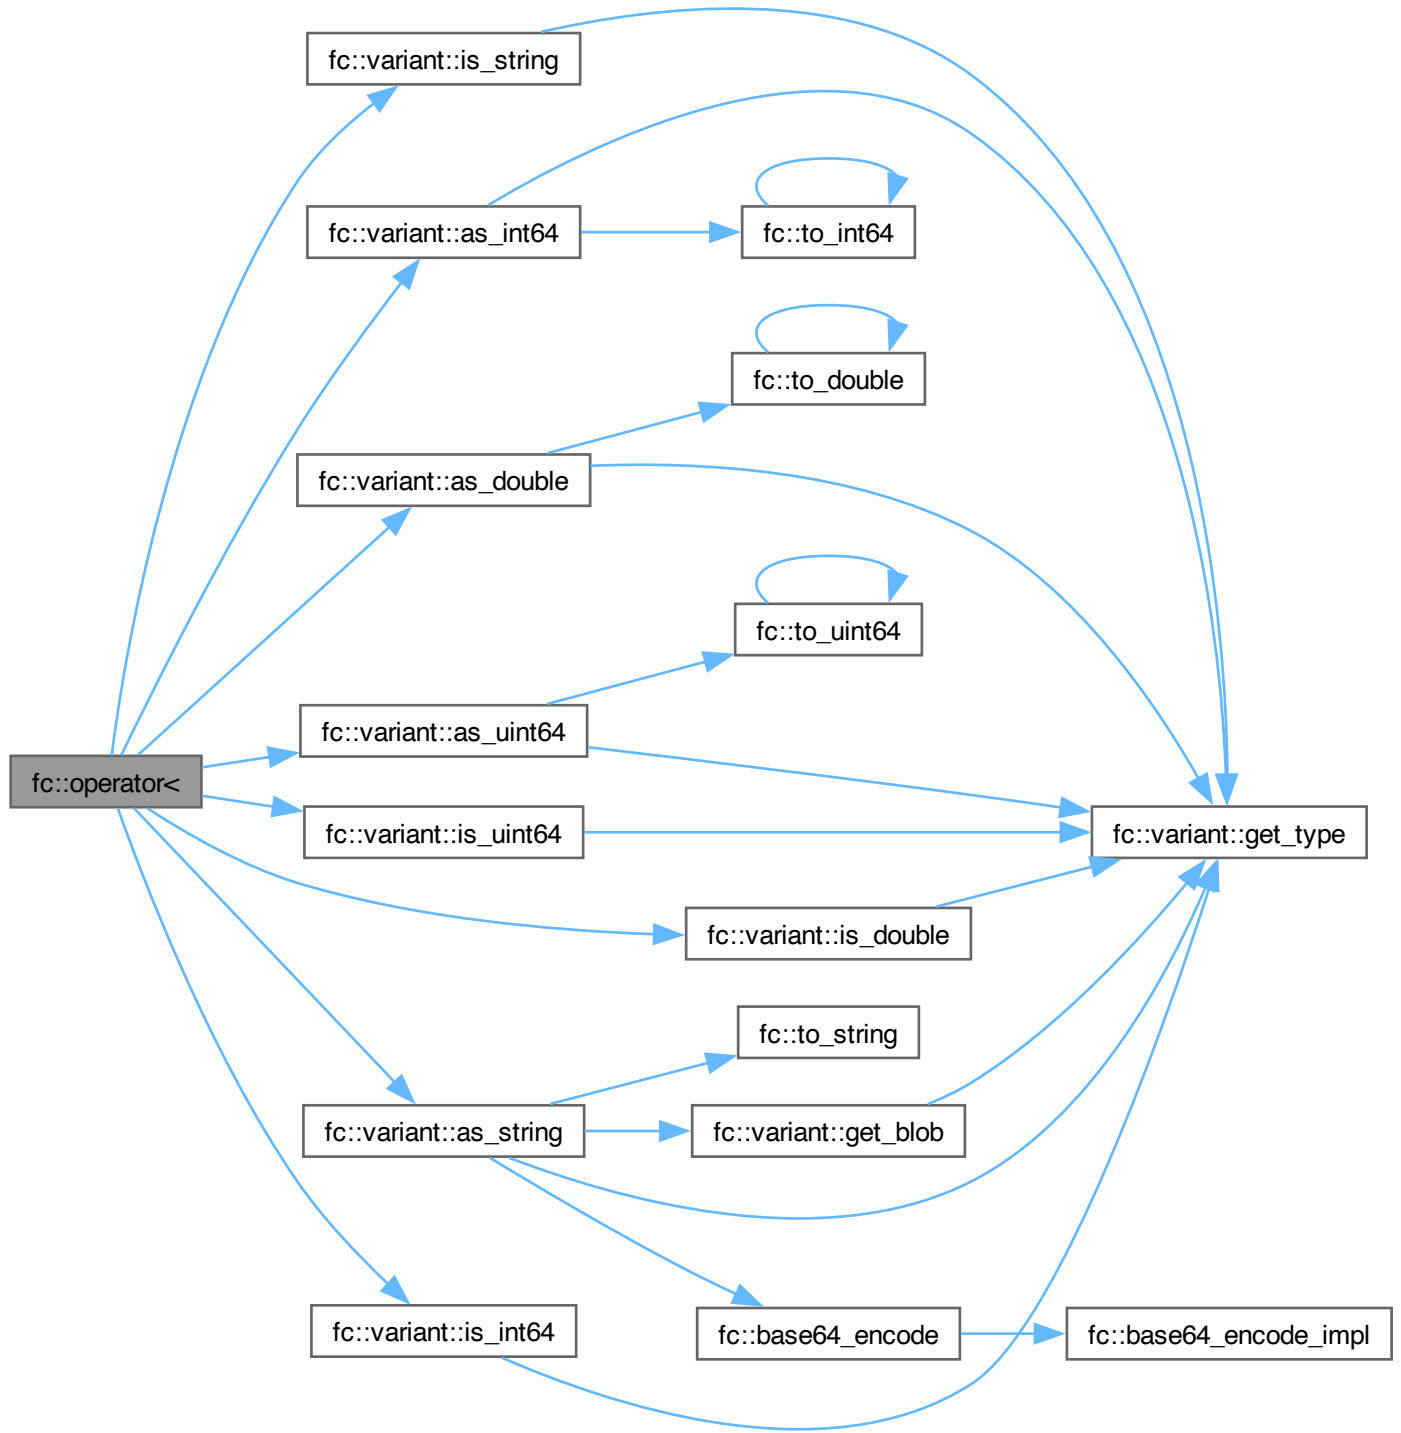 fc::variant::is_string
fc::variant::as_int64
fc::to_int64
fc::to_double
fc::variant::as_double
fc::to_uint64
fc::variant::as_uint64
fc::operator<
fc::variant::is_uint64
fc::variant::get_type
fc::variant::is_double
fc::to_string
fc::variant::as_string
fc::variant::get_blob
fc::variant::is_int64
fc::base64_encode
fc::base64_encode_impl